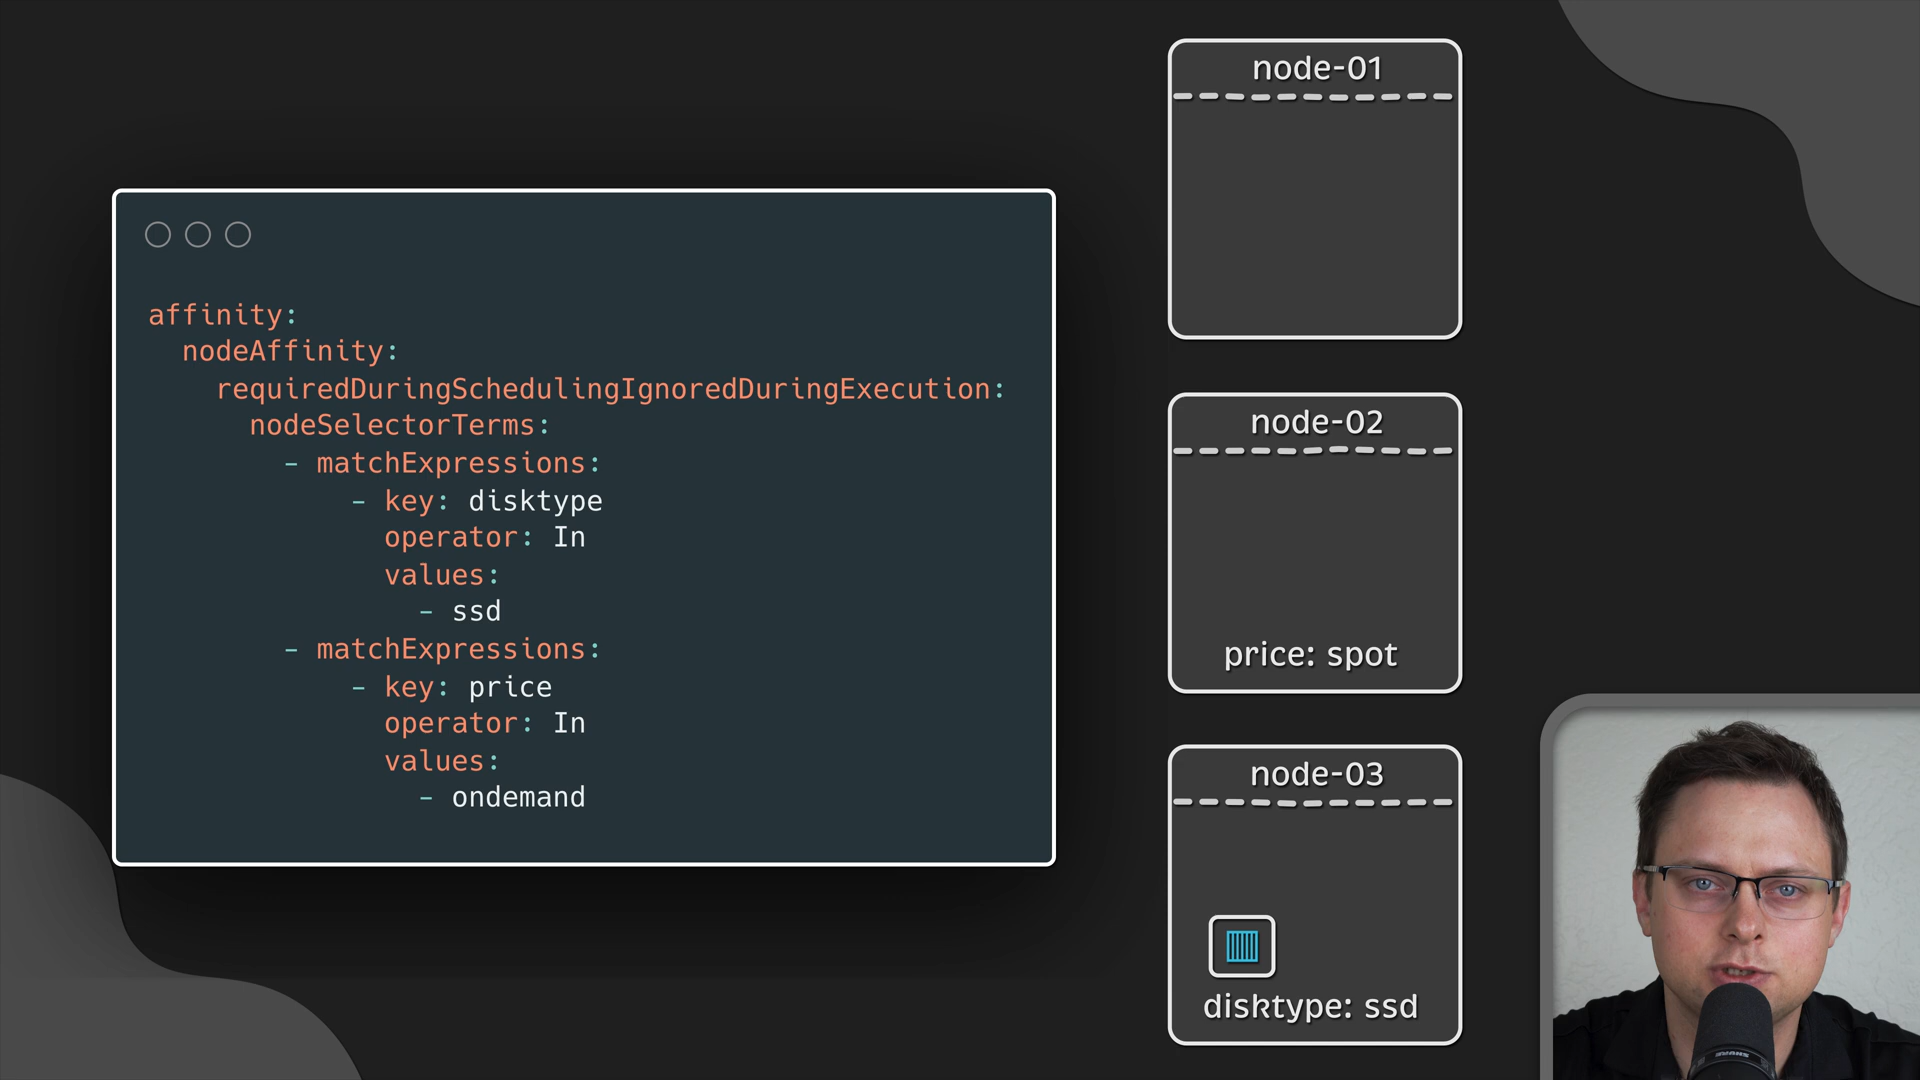 affinity:
nodeAffinity:
requiredDuringSchedulingIgnoredDuringExecution:
nodeSelectorTerms:
- matchExpressions:
- key: disktype
operator: In
values:
- ssd
- matchExpressions:
- key: price
operator: In
values:
- ondemand
node-01
node-02
price: spot
node-03
disktype: ssd